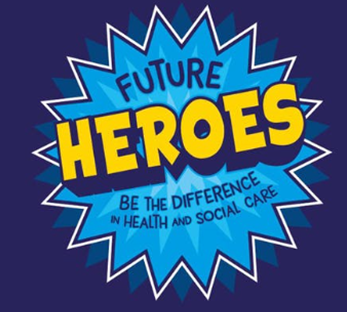 FUTURE
HEROES
BE THE DIFFERENCE
IN HEALTH AND SOCIAL CARE